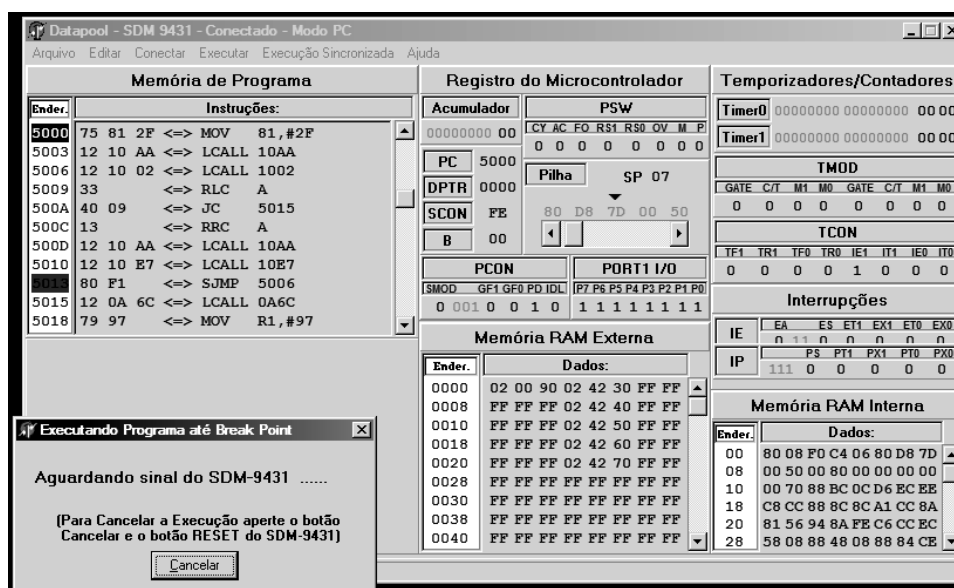 Datapool - SDM 9431 - Conectado - Modo PC
Arquivo Editar Conectar Executar Execução Sincronizada Ajuda
Memória de Programa
Ender. Instruções:
5000 75 81 2F <=> MOV 81,#2F
5003 12 10 AA <=> LCALL 10AA
5006 12 10 02 <=> LCALL 1002
5009 33 <=> RLC A
500A 40 09 <=> JC 5015
500C 13 <=> RRC A
500D 12 10 AA <=> LCALL 10AA
5010 12 10 E7 <=> LCALL 10E7
5013 80 F1 <=> SJMP 5006
5015 12 0A 6C <=> LCALL 0A6C
5018 79 97 <=> MOV R1,#97
Registro do Microcontrolador
Acumulador PSW
00000000 00 CY AC FO RS1 RS0 OV M P
0 0 0 0 0 0 0 0
PC 5000
DPTR 0000
SCON FE
B 00
Pilha SP 07
80 D8 7D 00 50
PCON PORT1 I/O
SMOD GF1 GF0 PD IDL P7 P6 P5 P4 P3 P2 P1 P0
0 001 0 0 1 0 1 1 1 1 1 1 1 1
Memória RAM Externa
Ender. Dados:
0000 02 00 90 02 42 30 FF FF
0008 FF FF FF 02 42 40 FF FF
0010 FF FF FF 02 42 50 FF FF
0018 FF FF FF 02 42 60 FF FF
0020 FF FF FF 02 42 70 FF FF
0028 FF FF FF FF FF FF FF FF
0030 FF FF FF FF FF FF FF FF
0038 FF FF FF FF FF FF FF FF
0040 FF FF FF FF FF FF FF FF
Temporizadores/Contadores
Timer0 00000000 00000000 00 00
Timer1 00000000 00000000 00 00
TMOD
GATE C/T M1 M0 GATE C/T M1 M0
0 0 0 0 0 0 0 0
TCON
TF1 TR1 TF0 TR0 IE1 IT1 IE0 IT0
0 0 0 0 1 0 0 0
Interrupções
IE EA ES ET1 EX1 ET0 EX0
0 11 0 0 0 0 0
IP PS PT1 PX1 PT0 PX0
111 0 0 0 0 0
Memória RAM Interna
Ender. Dados:
00 80 08 F0 C4 06 80 D8 7D
08 00 50 00 80 00 00 00 00
10 00 70 88 BC 0C D6 EC EE
18 C8 CC 88 8C 8C A1 CC 8A
20 81 56 94 8A FE C6 CC EC
28 58 08 88 48 08 88 84 CE
Executando Programa até Break Point
Aguardando sinal do SDM-9431 ......
(Para Cancelar a Execução aperte o botão
Cancelar e o botão RESET do SDM-9431)
Cancelar